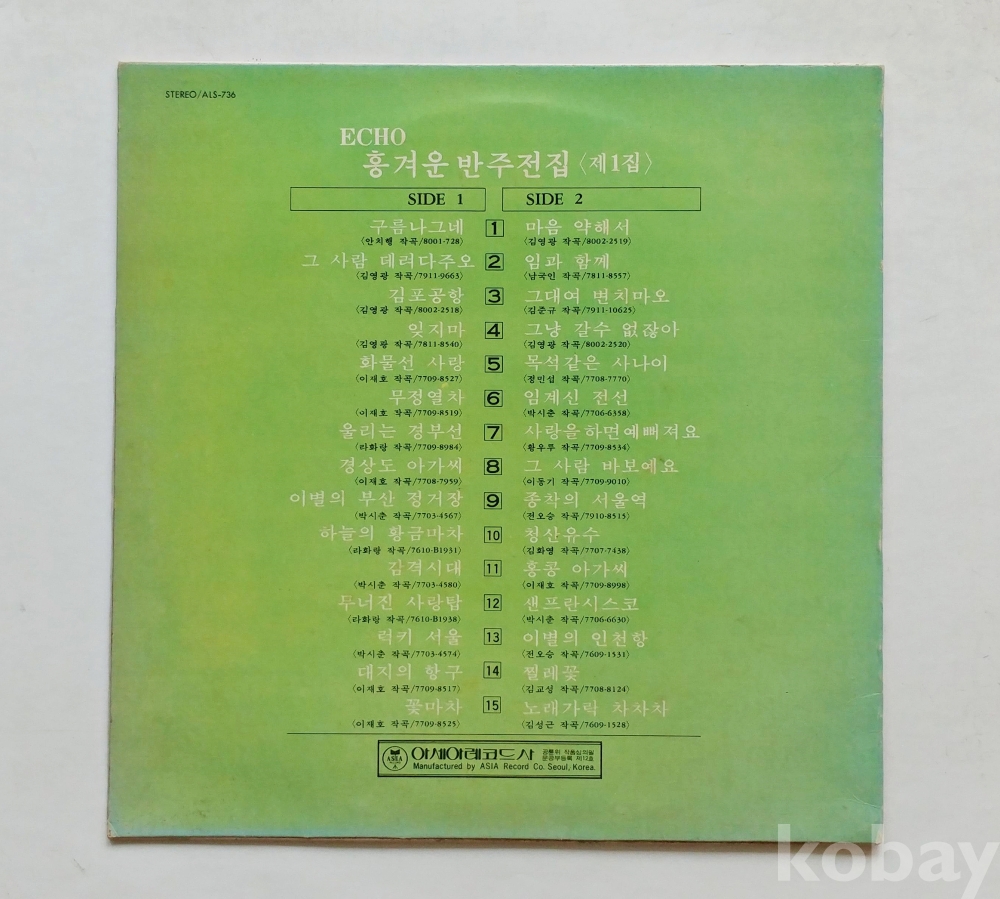 STEREO/ALS-736
ECHO
흥겨운 반주전집 〈제1집〉
SIDE 1 SIDE 2
구름나그네 1 마음 약해서
〈안치행 작곡/8001-728〉 〈김영광 작곡/8002-2519〉
그 사람 데려다주오 2 임과 함께
〈김영광 작곡/7911-9663〉 〈남국인 작곡/7811-8557〉
김포공항 3 그대여 변치마오
〈김영광 작곡/8002-2518〉 〈김준규 작곡/7911-10625〉
잊지마 4 그냥 갈수 없잖아
〈김영광 작곡/7811-8540〉 〈김영광 작곡/8002-2520〉
화물선 사랑 5 목석같은 사나이
〈이재호 작곡/7709-8527〉 〈정민섭 작곡/7708-7770〉
무정열차 6 임계신 전선
〈이재호 작곡/7709-8519〉 〈박시춘 작곡/7706-6358〉
울리는 경부선 7 사랑을하면예뻐져요
〈라화랑 작곡/7709-8984〉 〈황우루 작곡/7709-8534〉
경상도 아가씨 8 그 사람 바보예요
〈이재호 작곡/7708-7959〉 〈이동기 작곡/7709-9010〉
이별의 부산 정거장 9 종착의 서울역
〈박시춘 작곡/7703-4567〉 〈전오승 작곡/7910-8515〉
하늘의 황금마차 10 청산유수
〈라화랑 작곡/7610-B1931〉 〈김화영 작곡/7707-7438〉
감격시대 11 홍콩 아가씨
〈박시춘 작곡/7703-4580〉 〈이재호 작곡/7709-8998〉
무너진 사랑탑 12 샌프란시스코
〈라화랑 작곡/7610-B1938〉 〈박시춘 작곡/7706-6630〉
럭키 서울 13 이별의 인천항
〈박시춘 작곡/7703-4574〉 〈전오승 작곡/7609-1531〉
대지의 항구 14 찔레꽃
〈이재호 작곡/7709-8517〉 〈김교성 작곡/7708-8124〉
꽃마차 15 노래가락 차차차
〈이재호 작곡/7709-8525〉 〈김성근 작곡/7609-1528〉
ASIA 아세아레코드사 공륜위 작품심의필
문공부등록 제12호
Manufactured by ASIA Record Co. Seoul, Korea.
kobay